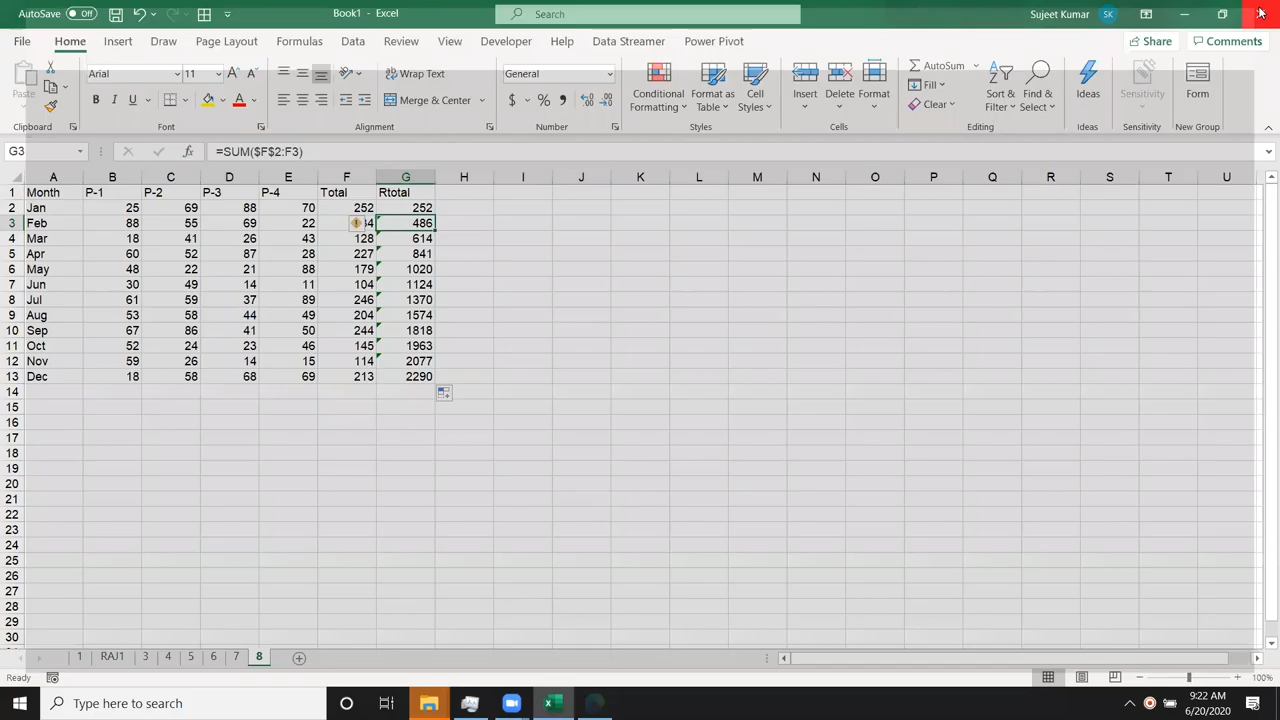 AutoSave Off Book1 - Excel Search Sujeet Kumar SK
File Home Insert Draw Page Layout Formulas Data Review View Developer Help Data Streamer Power Pivot Share Comments
Paste Arial 11 A A Wrap Text General Conditional Formatting Format as Table Cell Styles Insert Delete Format AutoSum Fill Clear Sort & Filter Find & Select Ideas Sensitivity Form
B I U A Merge & Center $ % ,
Clipboard Font Alignment Number Styles Cells Editing Ideas Sensitivity New Group
G3 fx =SUM($F$2:F3)
A B C D E F G H I J K L M N O P Q R S T U
1 Month P-1 P-2 P-3 P-4 Total Rtotal
2 Jan 25 69 88 70 252 252
3 Feb 88 55 69 22 4 486
4 Mar 18 41 26 43 128 614
5 Apr 60 52 87 28 227 841
6 May 48 22 21 88 179 1020
7 Jun 30 49 14 11 104 1124
8 Jul 61 59 37 89 246 1370
9 Aug 53 58 44 49 204 1574
10 Sep 67 86 41 50 244 1818
11 Oct 52 24 23 46 145 1963
12 Nov 59 26 14 15 114 2077
13 Dec 18 58 68 69 213 2290
14
15
16
17
18
19
20
21
22
23
24
25
26
27
28
29
30
1 RAJ1 3 4 5 6 7 8
Ready 100%
Type here to search 9:22 AM
6/20/2020